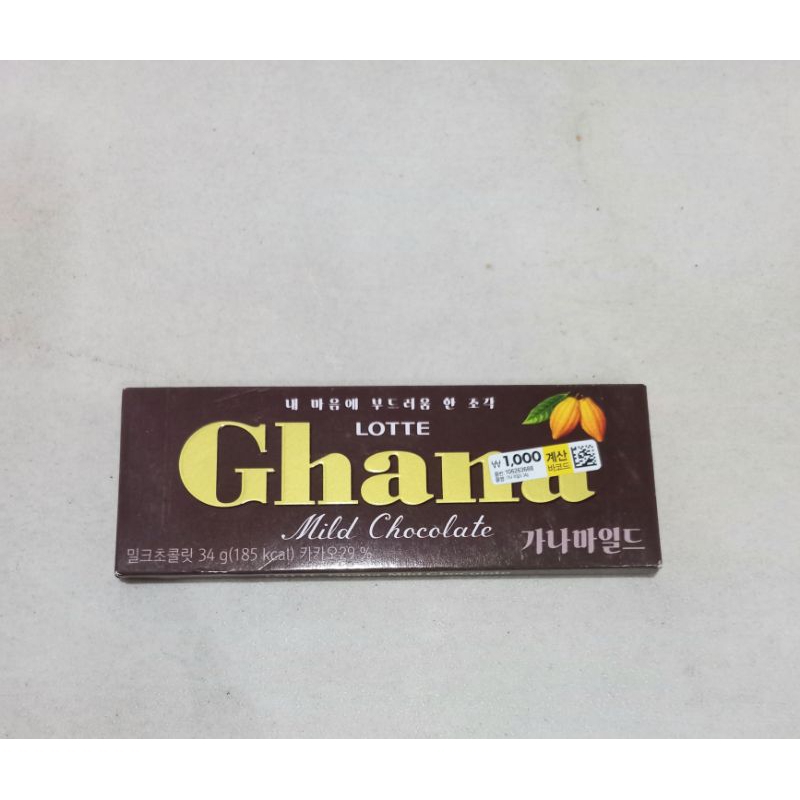 내 마음에 부드러움 한 조각
LOTTE
Ghana
₩1,000 계산
바코드
Mild Chocolate
가나마일드
밀크초콜릿 34 g(185 kcal) 카카오29 %
Mild Chocolate